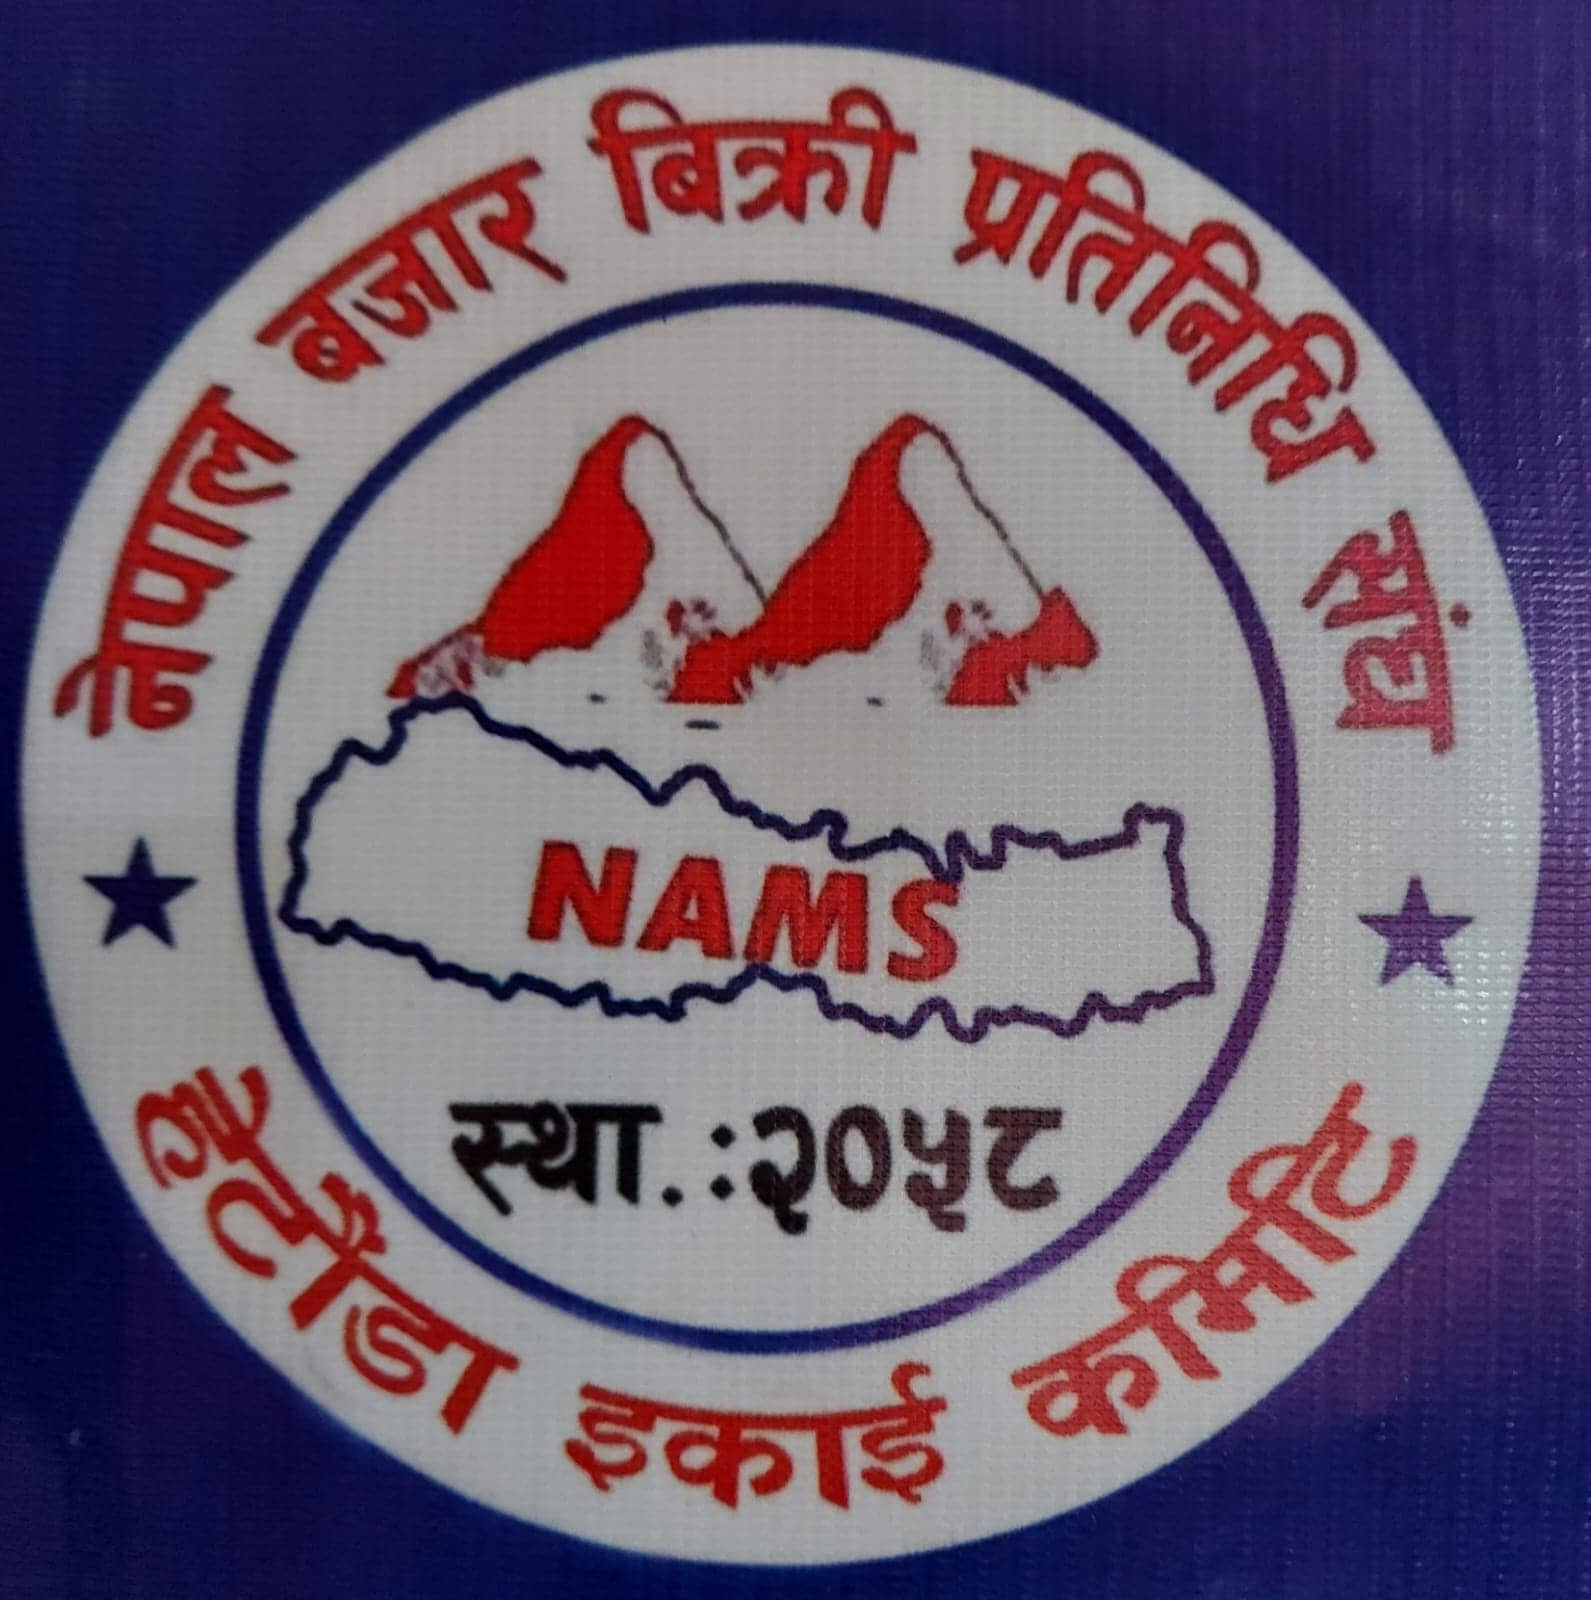 नेपाल बजार बिक्री प्रतिनिधि संघ
NAMS
स्था.:२०५८
हेटौंडा इकाई कमिटि